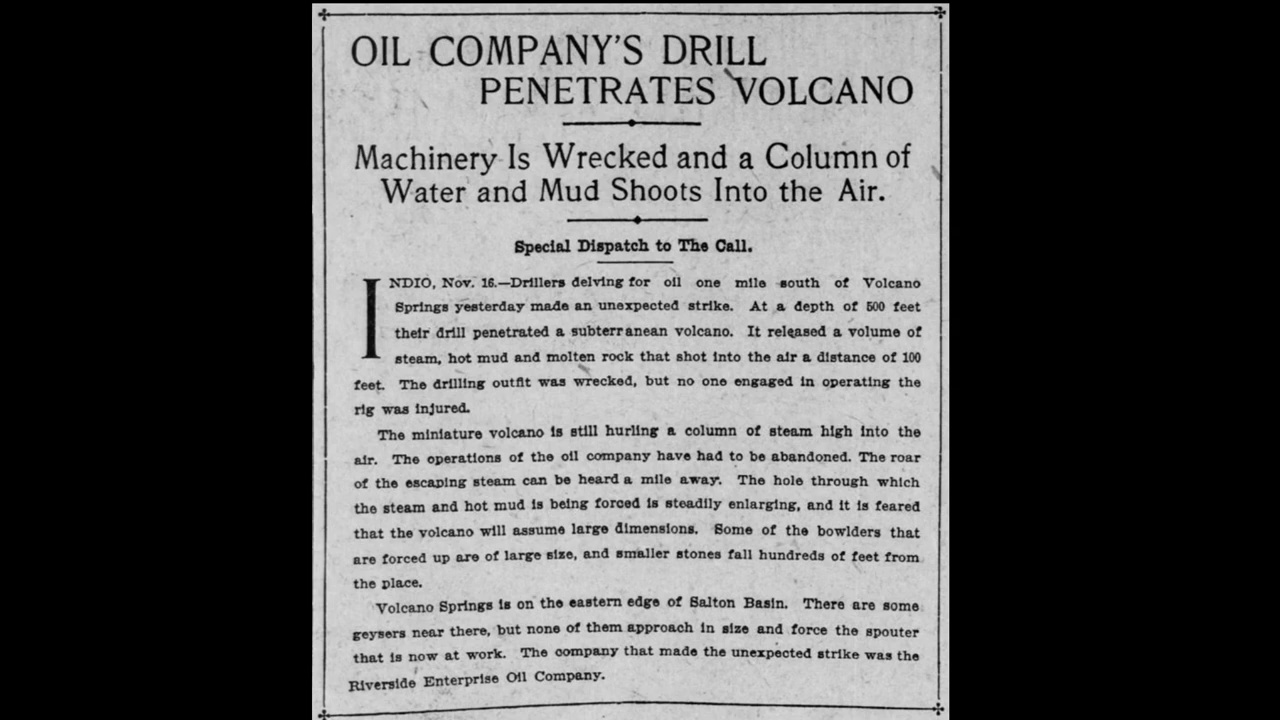 OIL COMPANY'S DRILL
PENETRATES VOLCANO
Machinery Is Wrecked and a Column of
Water and Mud Shoots Into the Air.
Special Dispatch to The Call.
INDIO, Nov. 16.—Drillers delving for oil one mile south of Volcano
Springs yesterday made an unexpected strike. At a depth of 500 feet
their drill penetrated a subterranean volcano. It released a volume of
steam, hot mud and molten rock that shot into the air a distance of 100
feet. The drilling outfit was wrecked, but no one engaged in operating the
rig was injured.
The miniature volcano is still hurling a column of steam high into the
air. The operations of the oil company have had to be abandoned. The roar
of the escaping steam can be heard a mile away. The hole through which
the steam and hot mud is being forced is steadily enlarging, and it is feared
that the volcano will assume large dimensions. Some of the bowlders that
are forced up are of large size, and smaller stones fall hundreds of feet from
the place.
Volcano Springs is on the eastern edge of Salton Basin. There are some
geysers near there, but none of them approach in size and force the spouter
that is now at work. The company that made the unexpected strike was the
Riverside Enterprise Oil Company.